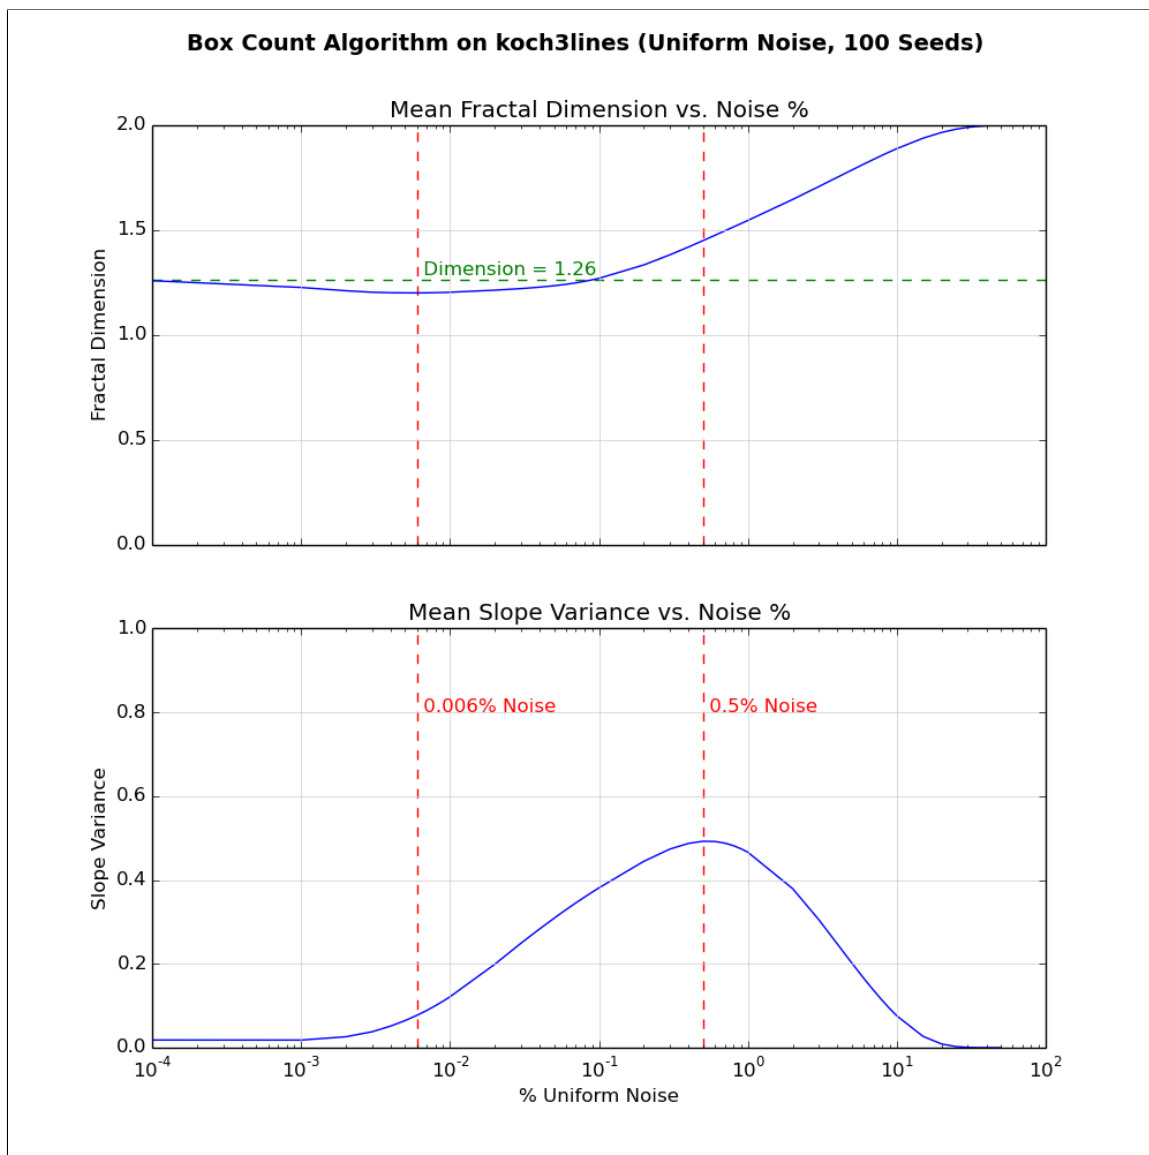 Box Count Algorithm on koch3lines (Uniform Noise, 100 Seeds)
Mean Fractal Dimension vs. Noise %
2.0
1.5
Dimension = 1.26
1.0
0.5
0.0
Fractal Dimension
Mean Slope Variance vs. Noise %
1.0
0.8
0.006% Noise
0.5% Noise
0.6
0.4
0.2
0.0
Slope Variance
10⁻⁴ 10⁻³ 10⁻² 10⁻¹ 10⁰ 10¹ 10²
% Uniform Noise